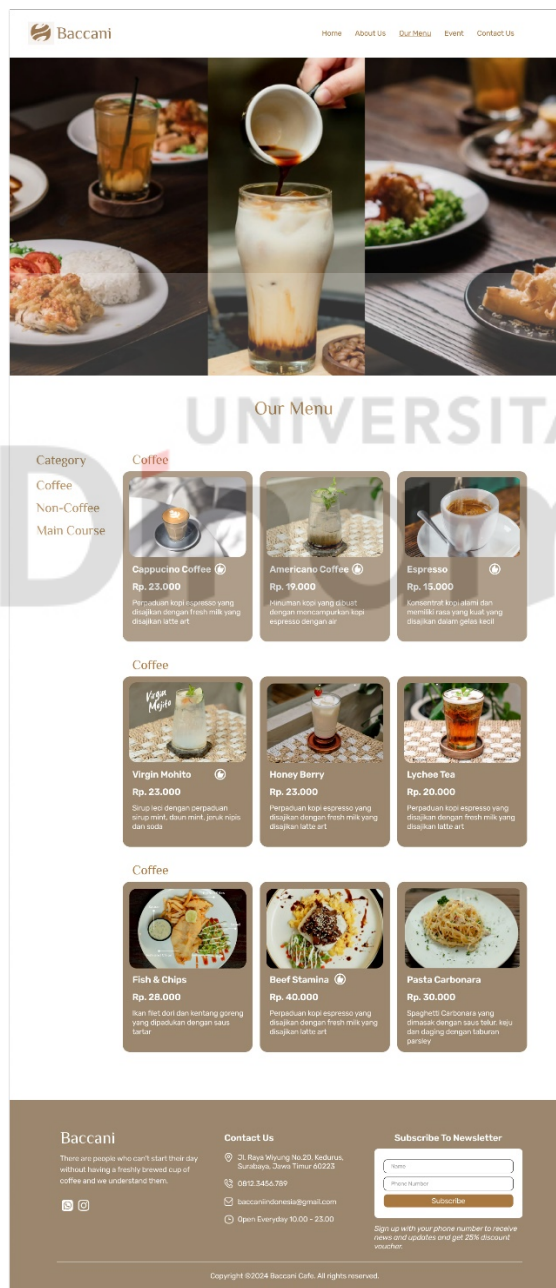 Baccani
Home About Us Our Menu Event Contact Us
Our Menu
UNIVERSITA
Dinam
Category
Coffee
Non-Coffee
Main Course
Coffee
Cappucino Coffee
Rp. 23.000
Perpaduan kopi espresso yang
disajikan dengan fresh milk yang
disajikan latte art
Americano Coffee
Rp. 19.000
Minuman kopi yang dibuat
dengan mencampurkan kopi
espresso dengan air
Espresso
Rp. 15.000
Konsentrat kopi alami dan
memiliki rasa yang kuat yang
disajikan dalam gelas kecil
Coffee
Virgin
Mojito
Virgin Mohito
Rp. 23.000
Sirup leci dengan perpaduan
sirup mint, daun mint, jeruk nipis
dan soda
Honey Berry
Rp. 23.000
Perpaduan kopi espresso yang
disajikan dengan fresh milk yang
disajikan latte art
Lychee Tea
Rp. 20.000
Perpaduan kopi espresso yang
disajikan dengan fresh milk yang
disajikan latte art
Coffee
Fish & Chips
Rp. 28.000
Ikan filet dori dan kentang goreng
yang dipadukan dengan saus
tartar
Beef Stamina
Rp. 40.000
Perpaduan kopi espresso yang
disajikan dengan fresh milk yang
disajikan latte art
Pasta Carbonara
Rp. 30.000
Spaghetti Carbonara yang
dimasak dengan saus telur, keju
dan daging dengan taburan
parsley
Baccani
There are people who can't start their day
without having a freshly brewed cup of
coffee and we understand them.
Contact Us
Jl. Raya Wiyung No.20, Kedurus,
Surabaya, Jawa Timur 60223
0812.3456.789
baccaniindonesia@gmail.com
Open Everyday 10.00 - 23.00
Subscribe To Newsletter
Name
Phone Number
Subscribe
Sign up with your phone number to receive
news and updates and get 25% discount
voucher.
Copyright ©2024 Baccani Cafe. All rights reserved.